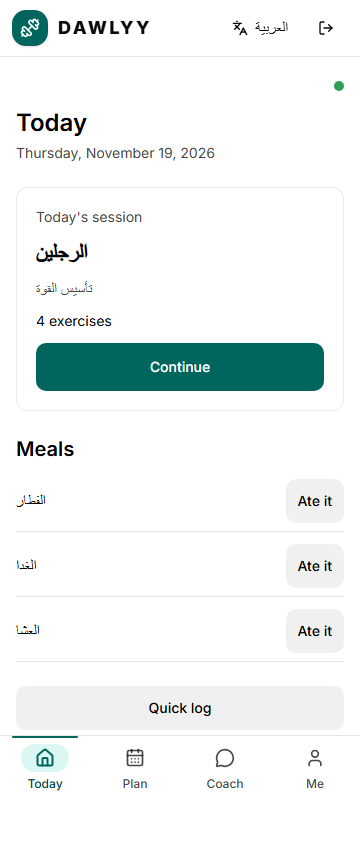 DAWLYY
العربية
Today
Thursday, November 19, 2026
Today's session
الرجلين
تأسيس القوة
4 exercises
Continue
Meals
الفطار
Ate it
الغدا
Ate it
العشا
Ate it
Quick log
Today
Plan
Coach
Me